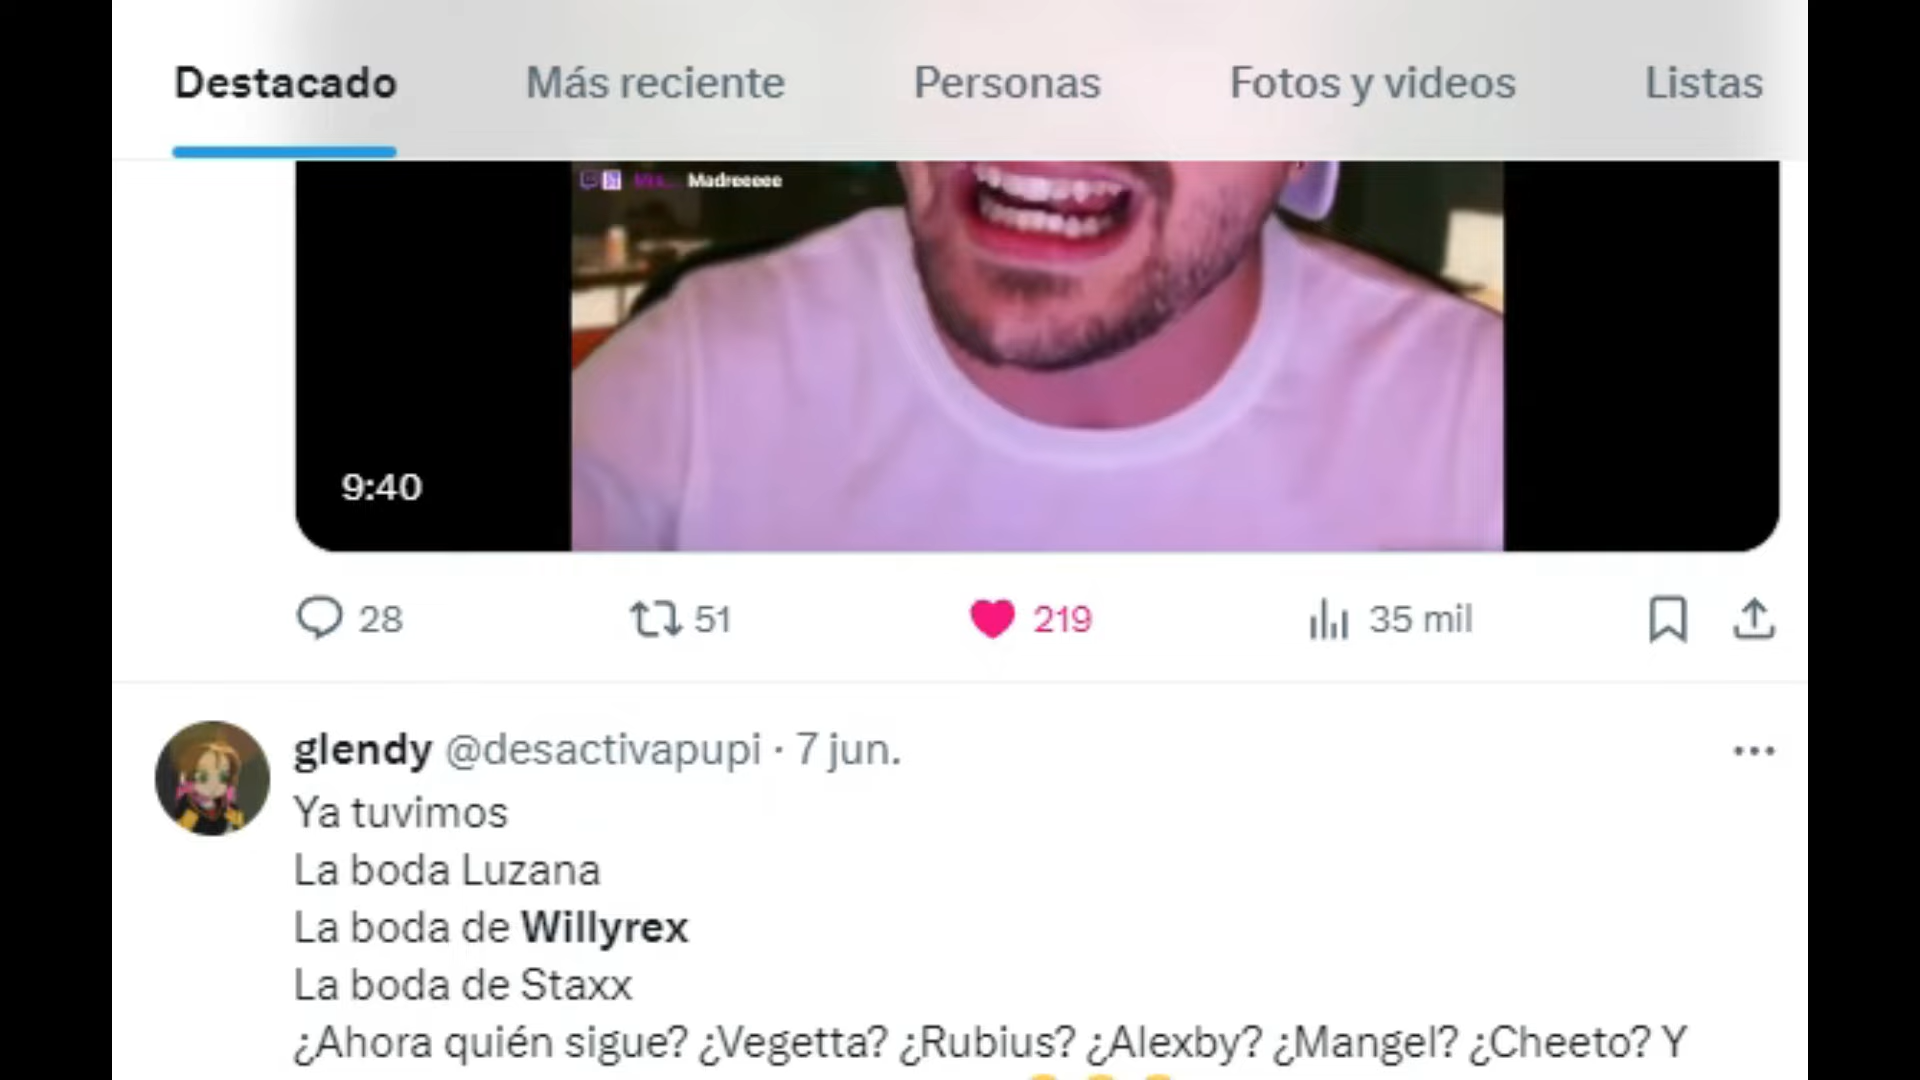 Destacado Más reciente Personas Fotos y videos Listas
Madreeeee
9:40
28 51 219 35 mil
glendy @desactivapupi · 7 jun.
Ya tuvimos
La boda Luzana
La boda de Willyrex
La boda de Staxx
¿Ahora quién sigue? ¿Vegetta? ¿Rubius? ¿Alexby? ¿Mangel? ¿Cheeto? Y